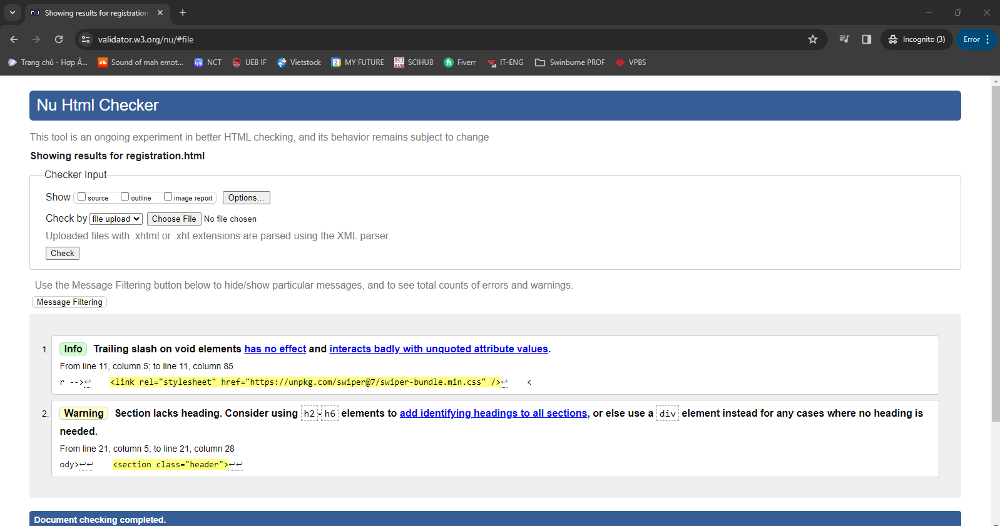 nu Showing results for registration
validator.w3.org/nu/#file
Incognito (3)
Error
Trang chủ - Hợp Â...
Sound of mah emot...
NCT
UEB IF
Vietstock
2 MY FUTURE
SCI HUB SCIHUB
fi Fiverr
IT-ENG
Swinburne PROF
VPBS
Nu Html Checker
This tool is an ongoing experiment in better HTML checking, and its behavior remains subject to change
Showing results for registration.html
Checker Input
Show source outline image report Options...
Check by file upload Choose File No file chosen
Uploaded files with .xhtml or .xht extensions are parsed using the XML parser.
Check
Use the Message Filtering button below to hide/show particular messages, and to see total counts of errors and warnings.
Message Filtering
1. Info Trailing slash on void elements has no effect and interacts badly with unquoted attribute values.
From line 11, column 5; to line 11, column 85
r -->↩ <link rel="stylesheet" href="https://unpkg.com/swiper@7/swiper-bundle.min.css" />↩ <
2. Warning Section lacks heading. Consider using h2-h6 elements to add identifying headings to all sections, or else use a div element instead for any cases where no heading is
needed.
From line 21, column 5; to line 21, column 28
ody>↩↩ <section class="header">↩↩
Document checking completed.